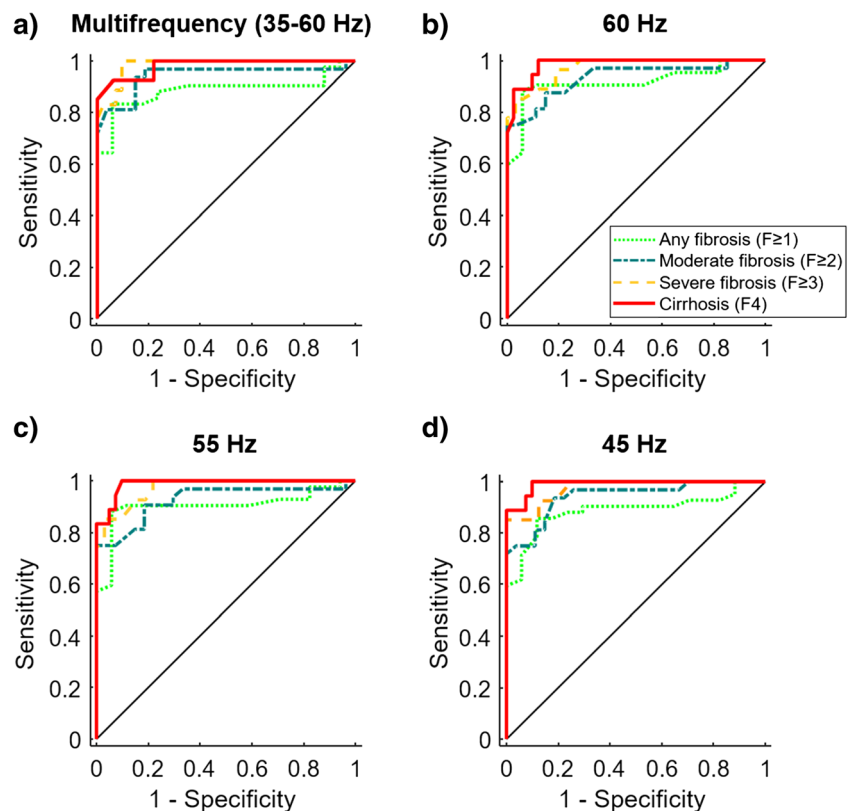 a)
Multifrequency (35-60 Hz)
1
0.8
0.6
0.4
0.2
0
Sensitivity
0 0.2 0.4 0.6 0.8 1
1 - Specificity
b)
60 Hz
1
0.8
0.6
0.4
0.2
0
Sensitivity
Any fibrosis (F≥1)
Moderate fibrosis (F≥2)
Severe fibrosis (F≥3)
Cirrhosis (F4)
0 0.2 0.4 0.6 0.8 1
1 - Specificity
c)
55 Hz
1
0.8
0.6
0.4
0.2
0
Sensitivity
0 0.2 0.4 0.6 0.8 1
1 - Specificity
d)
45 Hz
1
0.8
0.6
0.4
0.2
0
Sensitivity
0 0.2 0.4 0.6 0.8 1
1 - Specificity